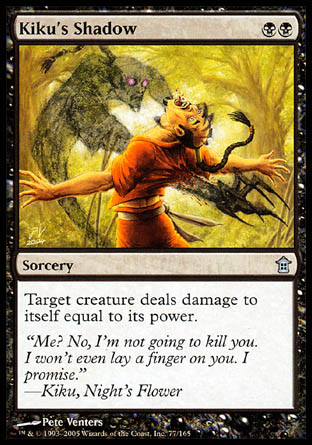 Kiku's Shadow
PV
2004
Sorcery
Target creature deals damage to
itself equal to its power.
"Me? No, I'm not going to kill you.
I won't even lay a finger on you. I
promise."
—Kiku, Night's Flower
Pete Venters
™ & © 1993–2005 Wizards of the Coast, Inc. 77/165